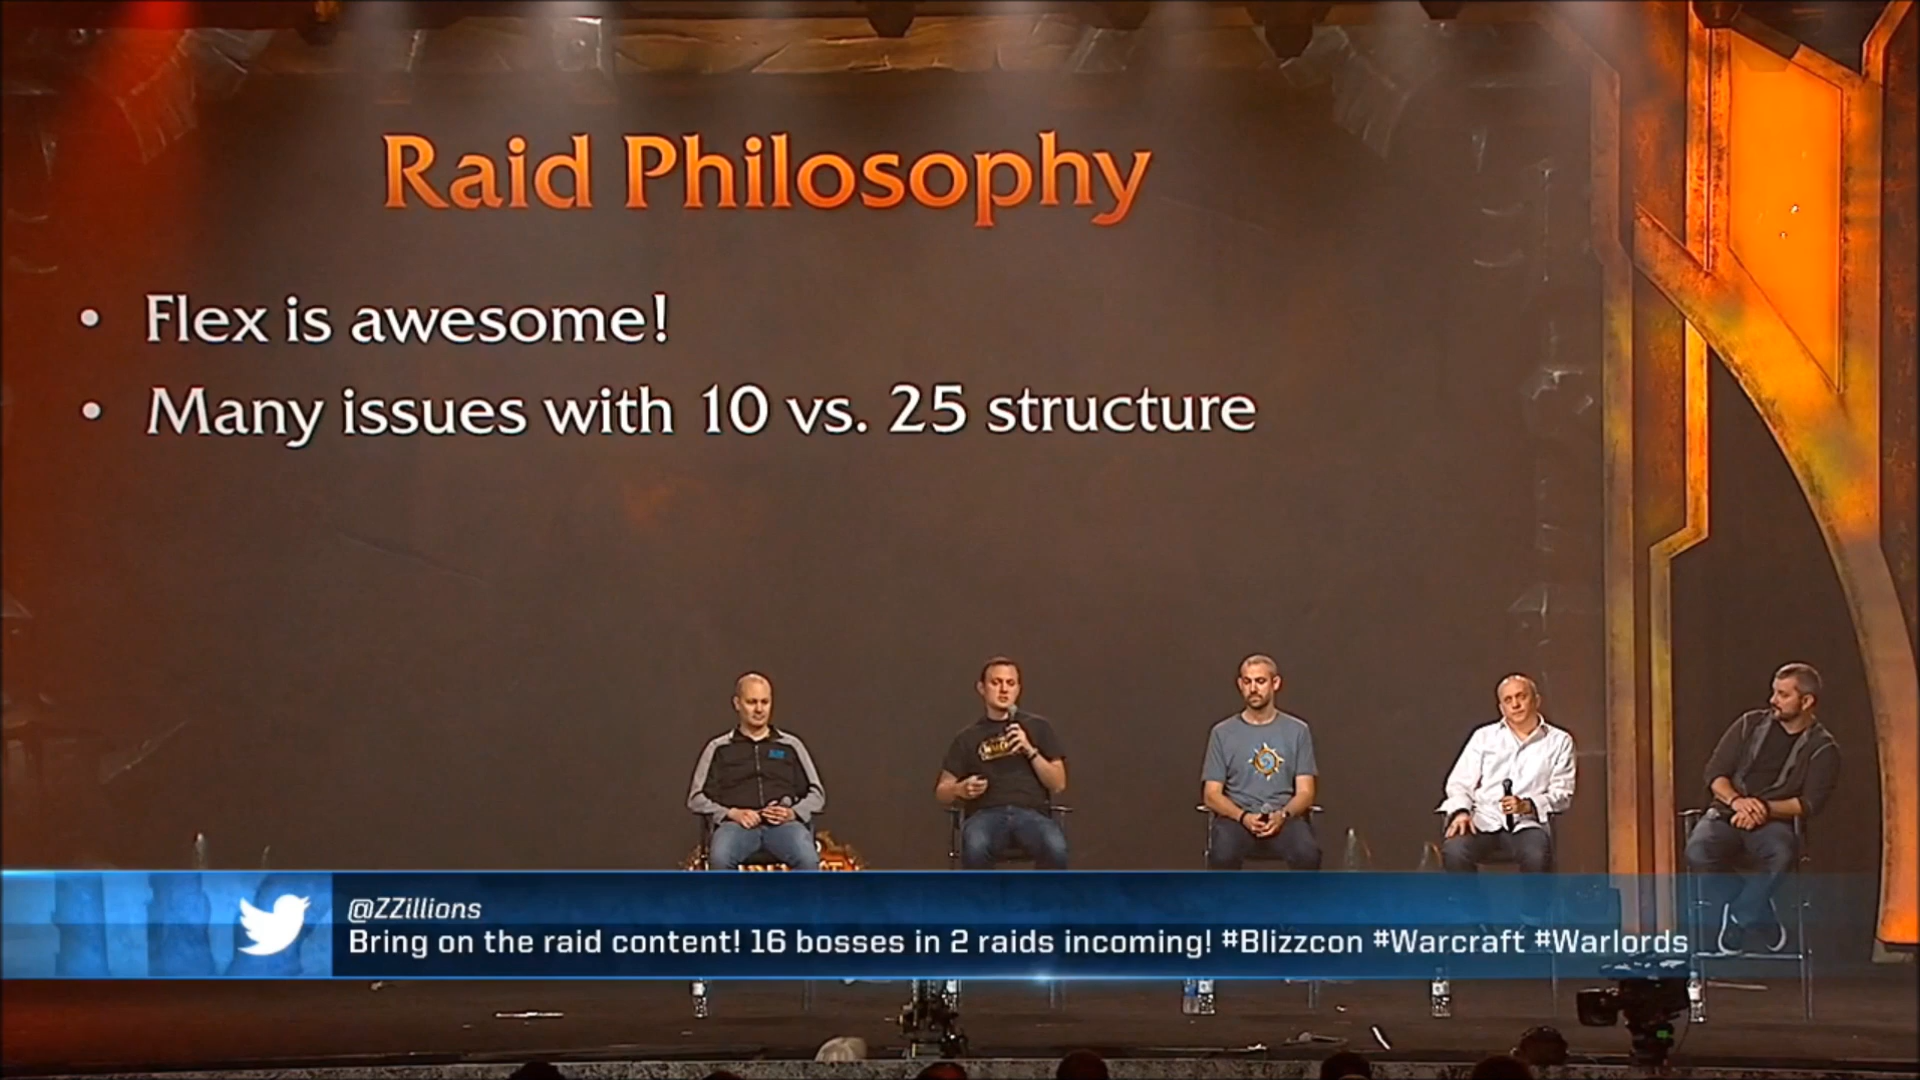 Raid Philosophy
• Flex is awesome!
• Many issues with 10 vs. 25 structure
@ZZillions
Bring on the raid content! 16 bosses in 2 raids incoming! #Blizzcon #Warcraft #Warlords